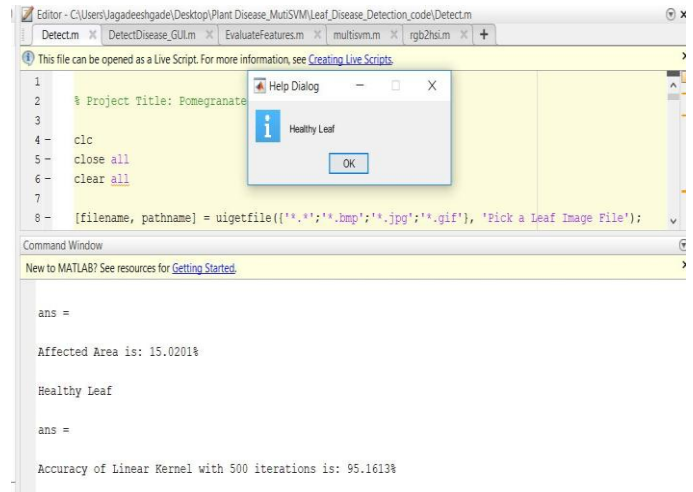 Editor - C:\Users\Jagadeeshgade\Desktop\Plant Disease_MutiSVM\Leaf_Disease_Detection_code\Detect.m
Detect.m DetectDisease_GUI.m EvaluateFeatures.m multisvm.m rgb2hsi.m
This file can be opened as a Live Script. For more information, see Creating Live Scripts.
1
2 % Project Title: Pomegranate
3
4 - clc
5 - close all
6 - clear all
7
8 - [filename, pathname] = uigetfile({'*.*';'*.bmp';'*.jpg';'*.gif'}, 'Pick a Leaf Image File');
Help Dialog
Healthy Leaf
OK
Command Window
New to MATLAB? See resources for Getting Started.
ans =
Affected Area is: 15.0201%
Healthy Leaf
ans =
Accuracy of Linear Kernel with 500 iterations is: 95.1613%